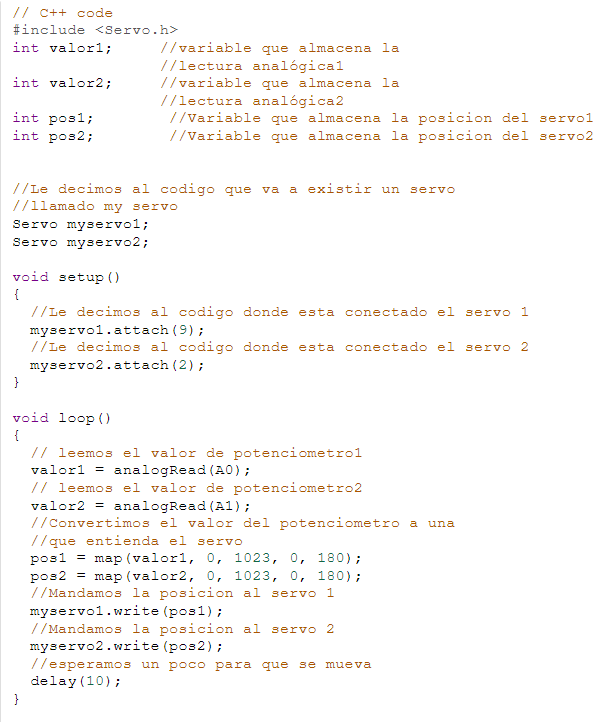 // C++ code
#include <Servo.h>
int valor1;      //variable que almacena la
                 //lectura analógica1
int valor2;      //variable que almacena la
                 //lectura analógica2
int pos1;         //Variable que almacena la posicion del servo1
int pos2;         //Variable que almacena la posicion del servo2


//Le decimos al codigo que va a existir un servo
//llamado my servo
Servo myservo1;
Servo myservo2;

void setup()
{
  //Le decimos al codigo donde esta conectado el servo 1
  myservo1.attach(9);
  //Le decimos al codigo donde esta conectado el servo 2
  myservo2.attach(2);
}

void loop()
{
  // leemos el valor de potenciometro1
  valor1 = analogRead(A0);
  // leemos el valor de potenciometro2
  valor2 = analogRead(A1);
  //Convertimos el valor del potenciometro a una
  //que entienda el servo
  pos1 = map(valor1, 0, 1023, 0, 180);
  pos2 = map(valor2, 0, 1023, 0, 180);
  //Mandamos la posicion al servo 1
  myservo1.write(pos1);
  //Mandamos la posicion al servo 2
  myservo2.write(pos2);
  //esperamos un poco para que se mueva
  delay(10);
}